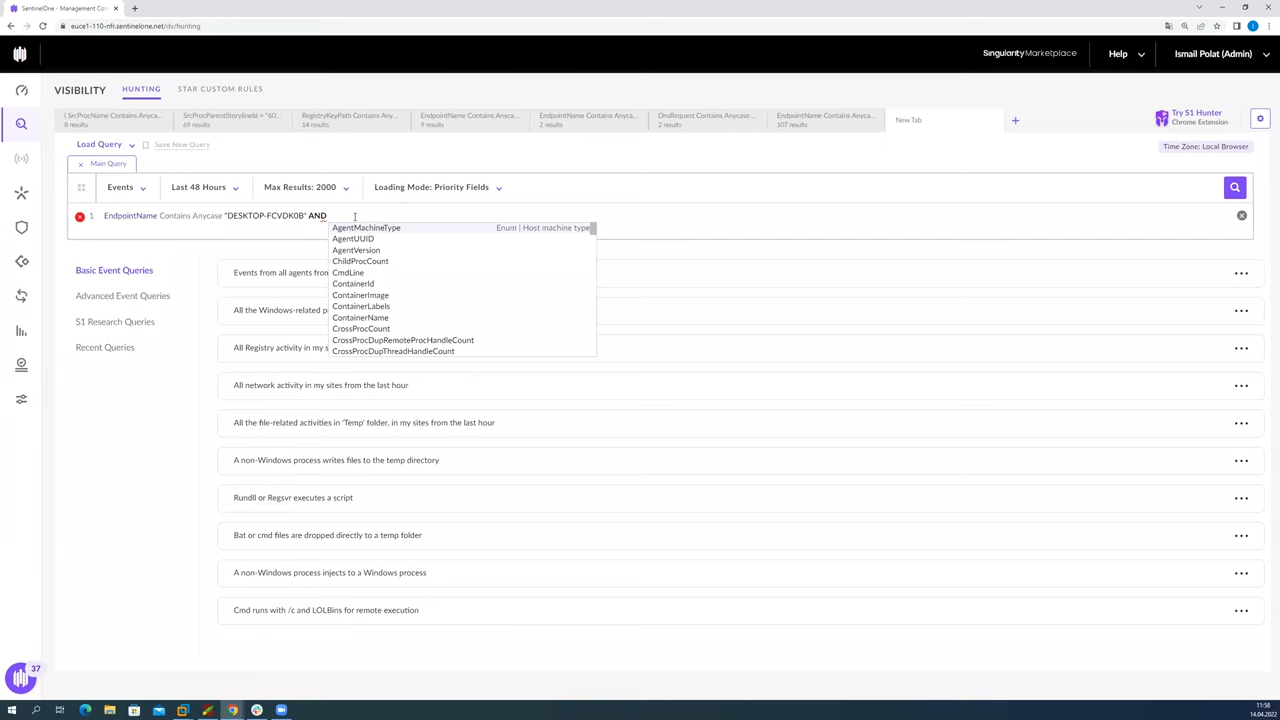 SentinelOne - Management Con
euce1-110-nfr.sentinelone.net/dv/hunting
Singularity Marketplace
Help
Ismail Polat (Admin)
VISIBILITY
HUNTING
STAR CUSTOM RULES
( SrcProcName Contains Anyca...
8 results
SrcProcParentStorylineId = "60...
69 results
RegistryKeyPath Contains Any...
14 results
EndpointName Contains Anyca...
9 results
EndpointName Contains Anyca...
2 results
DnsRequest Contains Anycase ...
2 results
EndpointName Contains Anyca...
107 results
New Tab
Try S1 Hunter
Chrome Extension
Load Query
Save New Query
Time Zone: Local Browser
Main Query
Events
Last 48 Hours
Max Results: 2000
Loading Mode: Priority Fields
1 EndpointName Contains Anycase "DESKTOP-FCVDK0B" AND
AgentMachineType Enum | Host machine type
AgentUUID
AgentVersion
ChildProcCount
CmdLine
ContainerId
ContainerImage
ContainerLabels
ContainerName
CrossProcCount
CrossProcDupRemoteProcHandleCount
CrossProcDupThreadHandleCount
Basic Event Queries
Advanced Event Queries
S1 Research Queries
Recent Queries
Events from all agents from
All the Windows-related p
All Registry activity in my s
All network activity in my sites from the last hour
All the file-related activities in 'Temp' folder, in my sites from the last hour
A non-Windows process writes files to the temp directory
Rundll or Regsvr executes a script
Bat or cmd files are dropped directly to a temp folder
A non-Windows process injects to a Windows process
Cmd runs with /c and LOLBins for remote execution
37
11:58
14.04.2022